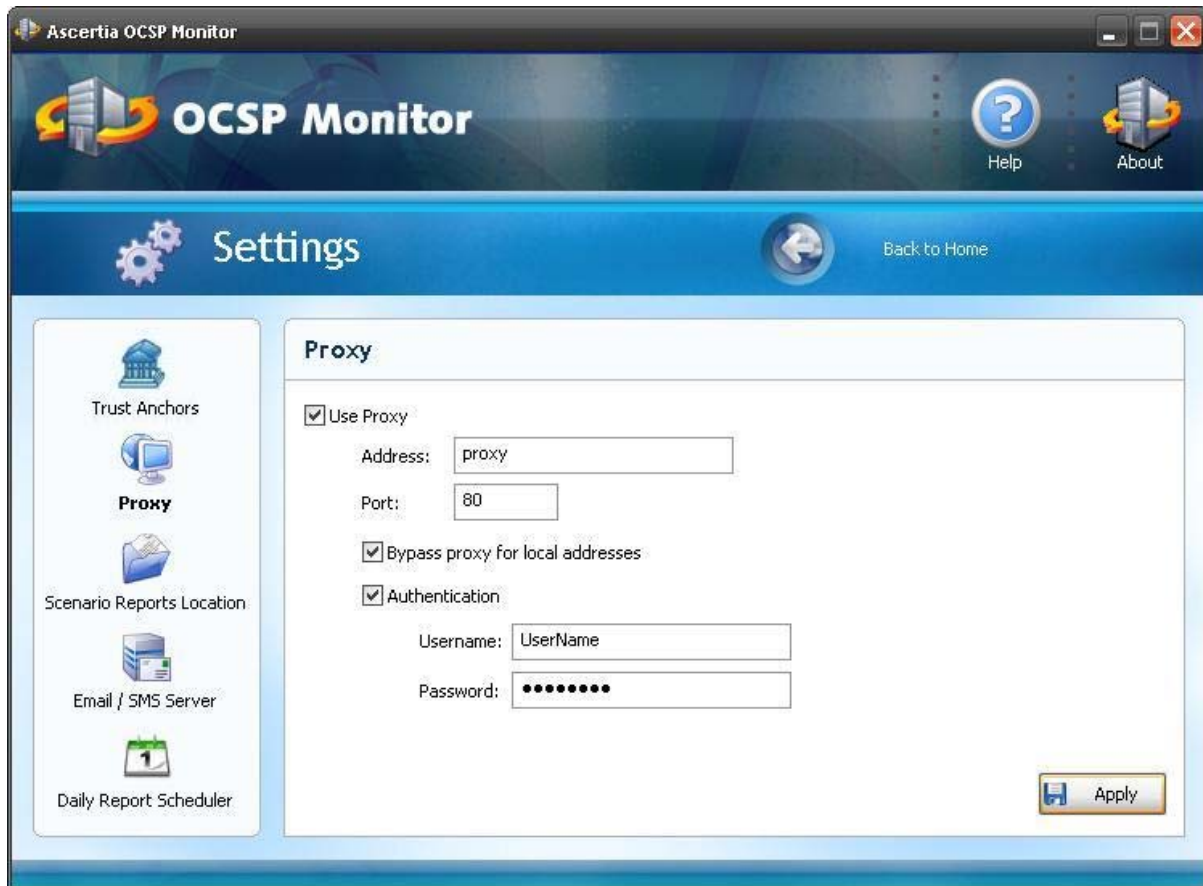 Ascertia OCSP Monitor
OCSP Monitor
Help
About
Settings
Back to Home
Trust Anchors
Proxy
Scenario Reports Location
Email / SMS Server
1
Daily Report Scheduler
Proxy
Use Proxy
Address: proxy
Port: 80
Bypass proxy for local addresses
Authentication
Username: UserName
Password: ••••••••
Apply